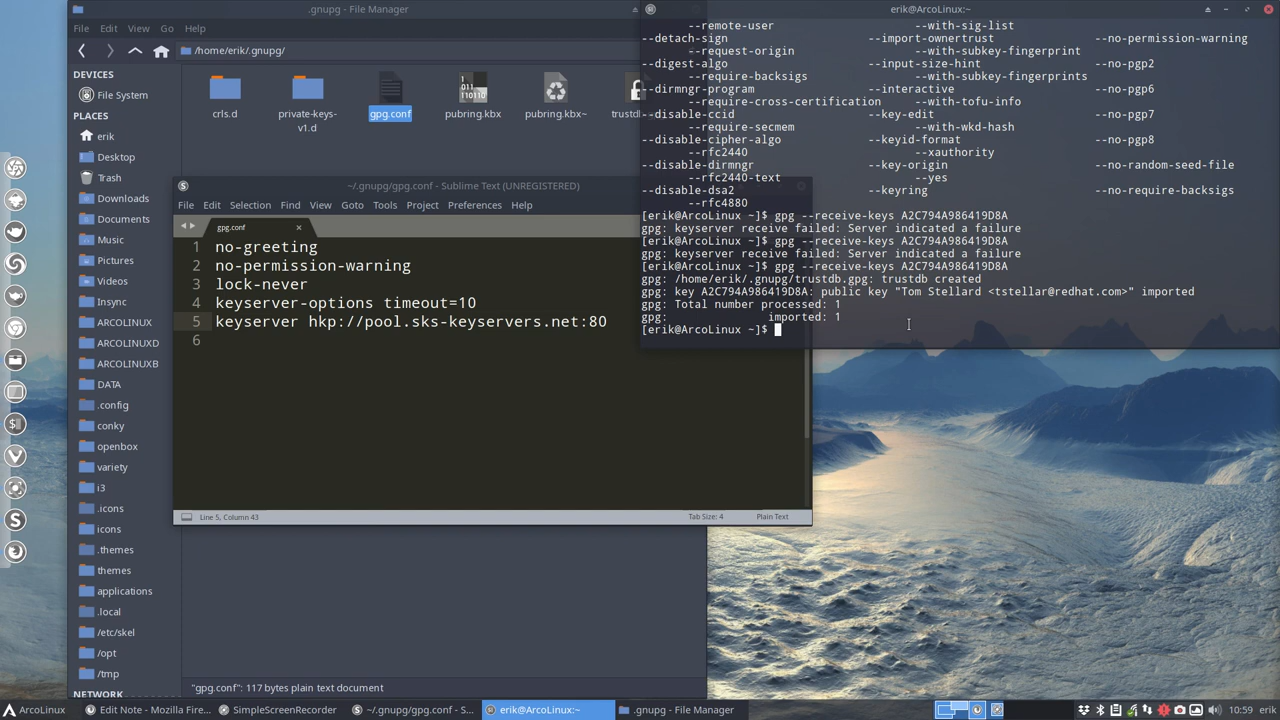 .gnupg - File Manager
File Edit View Go Help
/home/erik/.gnupg/
DEVICES
File System
PLACES
erik
Desktop
Trash
Downloads
Documents
Music
Pictures
Videos
Insync
ARCOLINUX
ARCOLINUXD
ARCOLINUXB
DATA
.config
conky
openbox
variety
i3
.icons
icons
.themes
themes
applications
.local
/etc/skel
/opt
/tmp
NETWORK
crls.d
private-keys-v1.d
gpg.conf
pubring.kbx
pubring.kbx~
trustd
"gpg.conf": 117 bytes plain text document
~/.gnupg/gpg.conf - Sublime Text (UNREGISTERED)
File Edit Selection Find View Goto Tools Project Preferences Help
gpg.conf
1 no-greeting
2 no-permission-warning
3 lock-never
4 keyserver-options timeout=10
5 keyserver hkp://pool.sks-keyservers.net:80
6
Line 5, Column 43
Tab Size: 4
Plain Text
erik@ArcoLinux:~
--remote-user --with-sig-list
--detach-sign --import-ownertrust --no-permission-warning
--request-origin --with-subkey-fingerprint
--digest-algo --input-size-hint --no-pgp2
--require-backsigs --with-subkey-fingerprints
--dirmngr-program --interactive --no-pgp6
--require-cross-certification --with-tofu-info
--disable-ccid --key-edit --no-pgp7
--require-secmem --with-wkd-hash
--disable-cipher-algo --keyid-format --no-pgp8
--rfc2440 --xauthority
--disable-dirmngr --key-origin --no-random-seed-file
--rfc2440-text --yes
--disable-dsa2 --keyring --no-require-backsigs
--rfc4880
[erik@ArcoLinux ~]$ gpg --receive-keys A2C794A986419D8A
gpg: keyserver receive failed: Server indicated a failure
[erik@ArcoLinux ~]$ gpg --receive-keys A2C794A986419D8A
gpg: keyserver receive failed: Server indicated a failure
[erik@ArcoLinux ~]$ gpg --receive-keys A2C794A986419D8A
gpg: /home/erik/.gnupg/trustdb.gpg: trustdb created
gpg: key A2C794A986419D8A: public key "Tom Stellard <tstellar@redhat.com>" imported
gpg: Total number processed: 1
gpg: imported: 1
[erik@ArcoLinux ~]$
ArcoLinux
Edit Note - Mozilla Fire...
SimpleScreenRecorder
~/.gnupg/gpg.conf - S...
erik@ArcoLinux:~
.gnupg - File Manager
10:59 erik